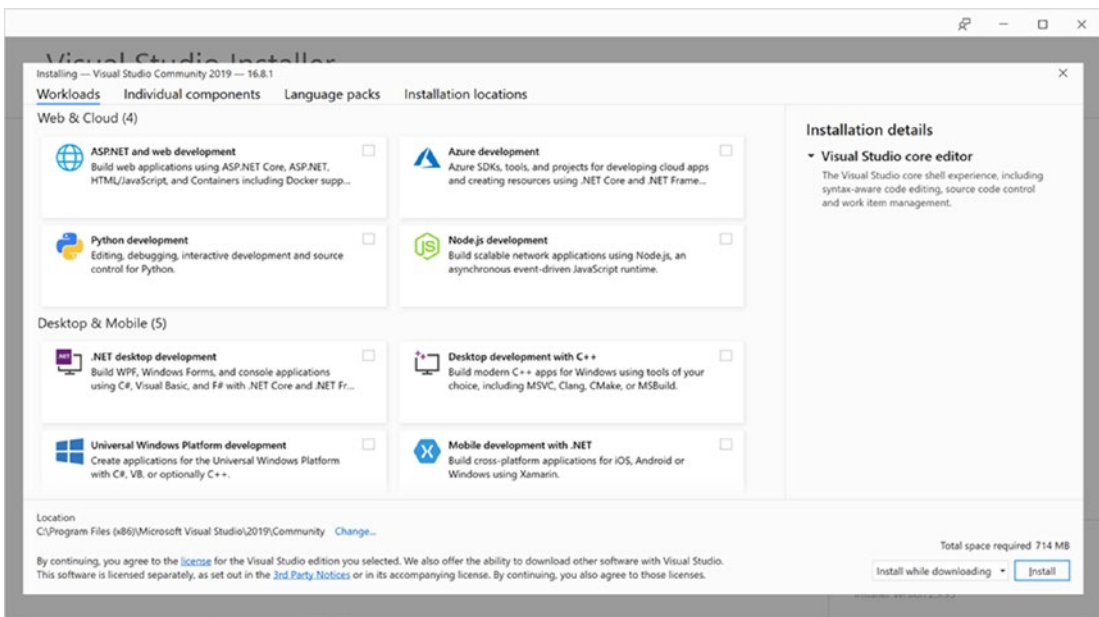 Visual Studio Installer
Installing — Visual Studio Community 2019 — 16.8.1
Workloads Individual components Language packs Installation locations
Web & Cloud (4)
ASP.NET and web development
Build web applications using ASP.NET Core, ASP.NET,
HTML/JavaScript, and Containers including Docker supp...
Azure development
Azure SDKs, tools, and projects for developing cloud apps
and creating resources using .NET Core and .NET Frame...
Python development
Editing, debugging, interactive development and source
control for Python.
JS
Node.js development
Build scalable network applications using Node.js, an
asynchronous event-driven JavaScript runtime.
Desktop & Mobile (5)
.NET
.NET desktop development
Build WPF, Windows Forms, and console applications
using C#, Visual Basic, and F# with .NET Core and .NET Fr...
Desktop development with C++
Build modern C++ apps for Windows using tools of your
choice, including MSVC, Clang, CMake, or MSBuild.
Universal Windows Platform development
Create applications for the Universal Windows Platform
with C#, VB, or optionally C++.
Mobile development with .NET
Build cross-platform applications for iOS, Android or
Windows using Xamarin.
Installation details
Visual Studio core editor
The Visual Studio core shell experience, including
syntax-aware code editing, source code control
and work item management.
Location
C:\Program Files (x86)\Microsoft Visual Studio\2019\Community Change...
By continuing, you agree to the license for the Visual Studio edition you selected. We also offer the ability to download other software with Visual Studio.
This software is licensed separately, as set out in the 3rd Party Notices or in its accompanying license. By continuing, you also agree to those licenses.
Total space required 714 MB
Install while downloading Install